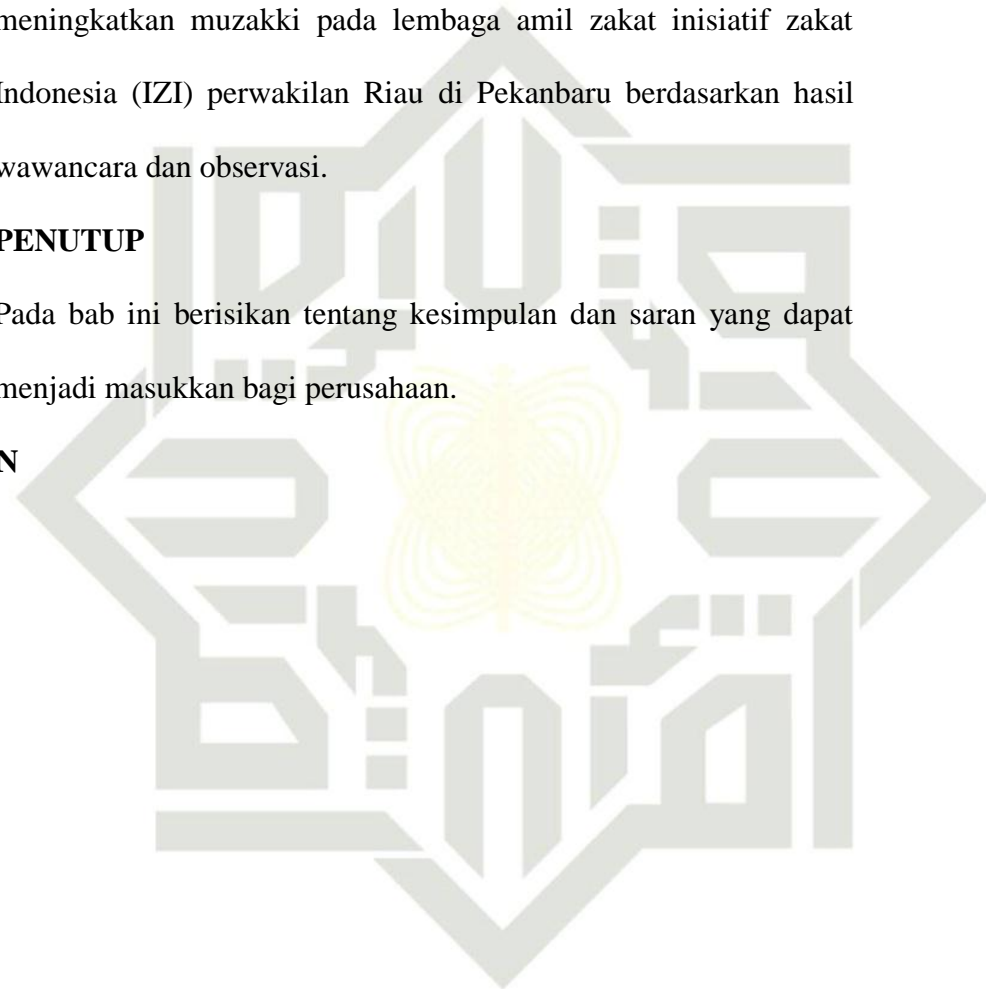 meningkatkan muzakki pada lembaga amil zakat inisiatif zakat
Indonesia (IZI) perwakilan Riau di Pekanbaru berdasarkan hasil
wawancara dan observasi.
PENUTUP
Pada bab ini berisikan tentang kesimpulan dan saran yang dapat
menjadi masukkan bagi perusahaan.
N